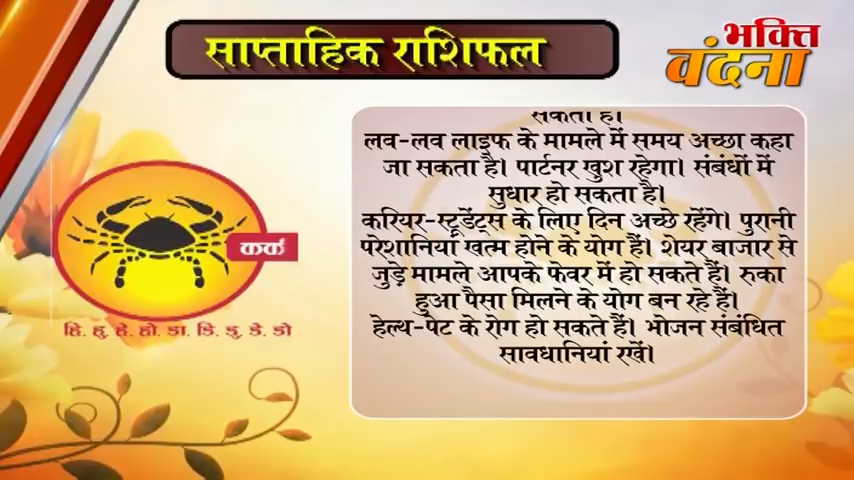 साप्ताहिक राशिफल
भक्ति
वंदना
सकता है।
लव-लव लाइफ के मामले में समय अच्छा कहा
जा सकता है। पार्टनर खुश रहेगा। संबंधों में
सुधार हो सकता है।
करियर-स्टूडेंट्स के लिए दिन अच्छे रहेंगे। पुरानी
परेशानियां खत्म होने के योग हैं। शेयर बाजार से
जुड़े मामले आपके फेवर में हो सकते हैं। रुका
हुआ पैसा मिलने के योग बन रहे हैं।
हेल्थ-पेट के रोग हो सकते हैं। भोजन संबंधित
सावधानियां रखें।
कर्क
हि. हु. हे. हो. डा. डि. डु. डे. डो